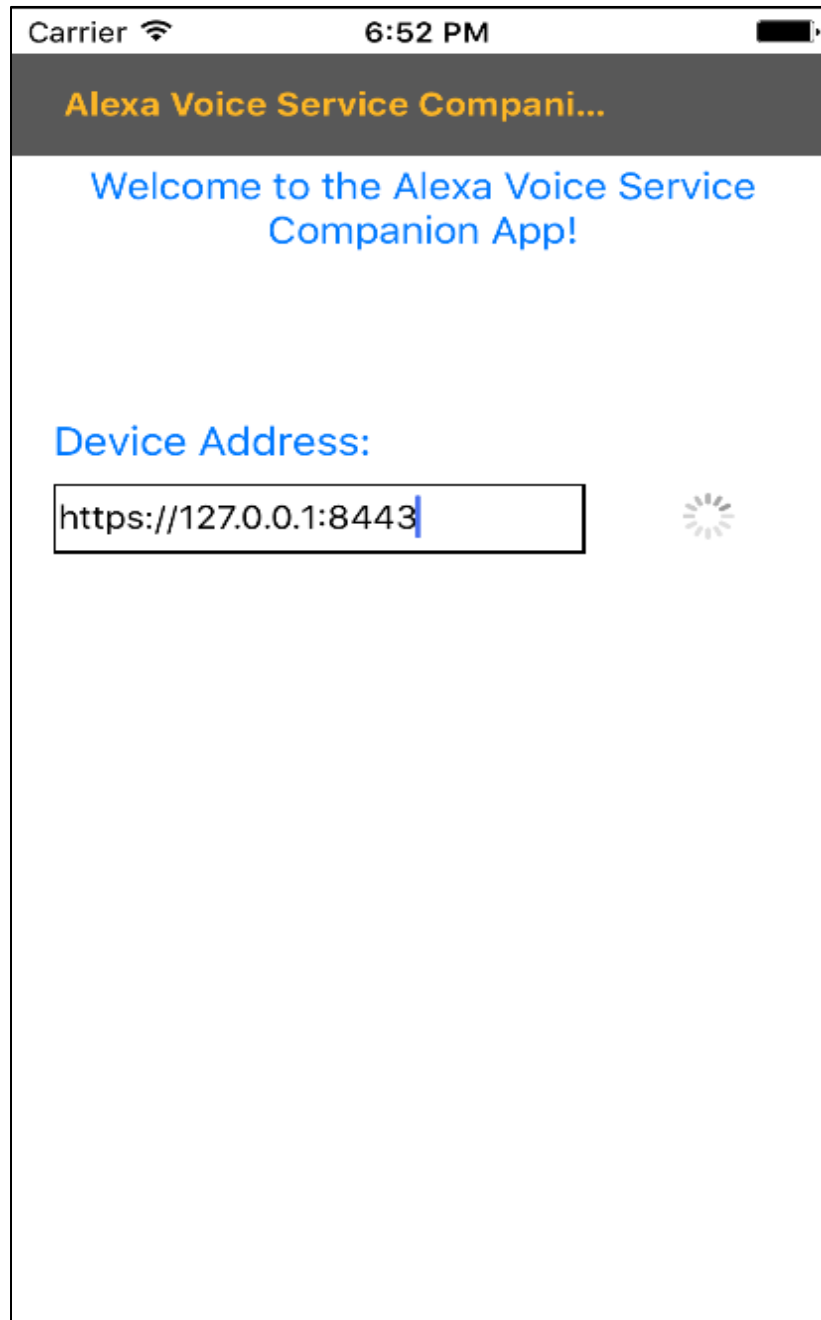 Carrier 6:52 PM
Alexa Voice Service Compani...
Welcome to the Alexa Voice Service
Companion App!
Device Address:
https://127.0.0.1:8443